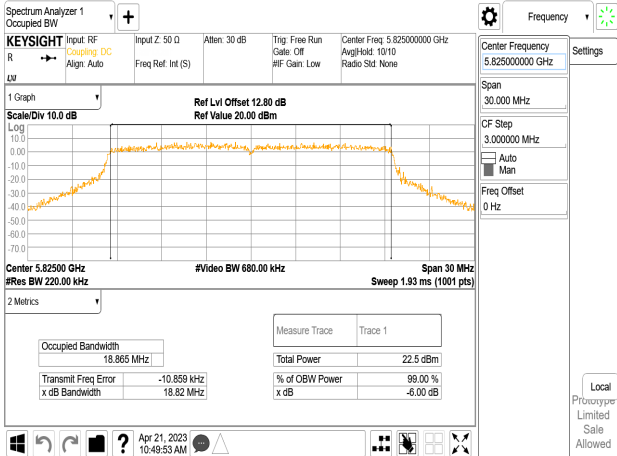 Spectrum Analyzer 1
Occupied BW
Frequency
KEYSIGHT
R
LXI
Input: RF
Coupling: DC
Align: Auto
Input Z: 50 Ω
Freq Ref: Int (S)
Atten: 30 dB
Trig: Free Run
Gate: Off
#IF Gain: Low
Center Freq: 5.825000000 GHz
Avg|Hold: 10/10
Radio Std: None
Center Frequency
5.825000000 GHz
Settings
Span
30.000 MHz
CF Step
3.000000 MHz
Auto
Man
Freq Offset
0 Hz
1 Graph
Scale/Div 10.0 dB
Ref Lvl Offset 12.80 dB
Ref Value 20.00 dBm
Log
10.0
0.00
-10.0
-20.0
-30.0
-40.0
-50.0
-60.0
-70.0
Center 5.82500 GHz
#Res BW 220.00 kHz
#Video BW 680.00 kHz
Span 30 MHz
Sweep 1.93 ms (1001 pts)
2 Metrics
Measure Trace
Trace 1
Occupied Bandwidth
18.865 MHz
Total Power
22.5 dBm
Transmit Freq Error
-10.859 kHz
% of OBW Power
99.00 %
x dB Bandwidth
18.82 MHz
x dB
-6.00 dB
Local
Prototype
Limited
Sale
Allowed
?
Apr 21, 2023
10:49:53 AM